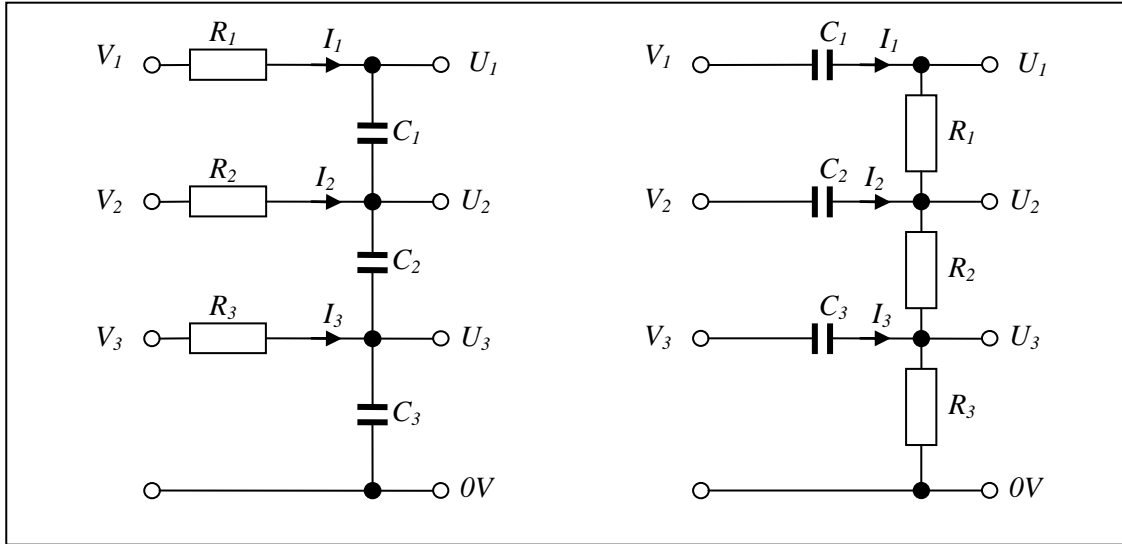 R1 I1 C1 I1
V1 U1 V1 U1
C1 R1
R2 I2 C2 I2
V2 U2 V2 U2
C2 R2
R3 I3 C3 I3
V3 U3 V3 U3
C3 R3
0V 0V